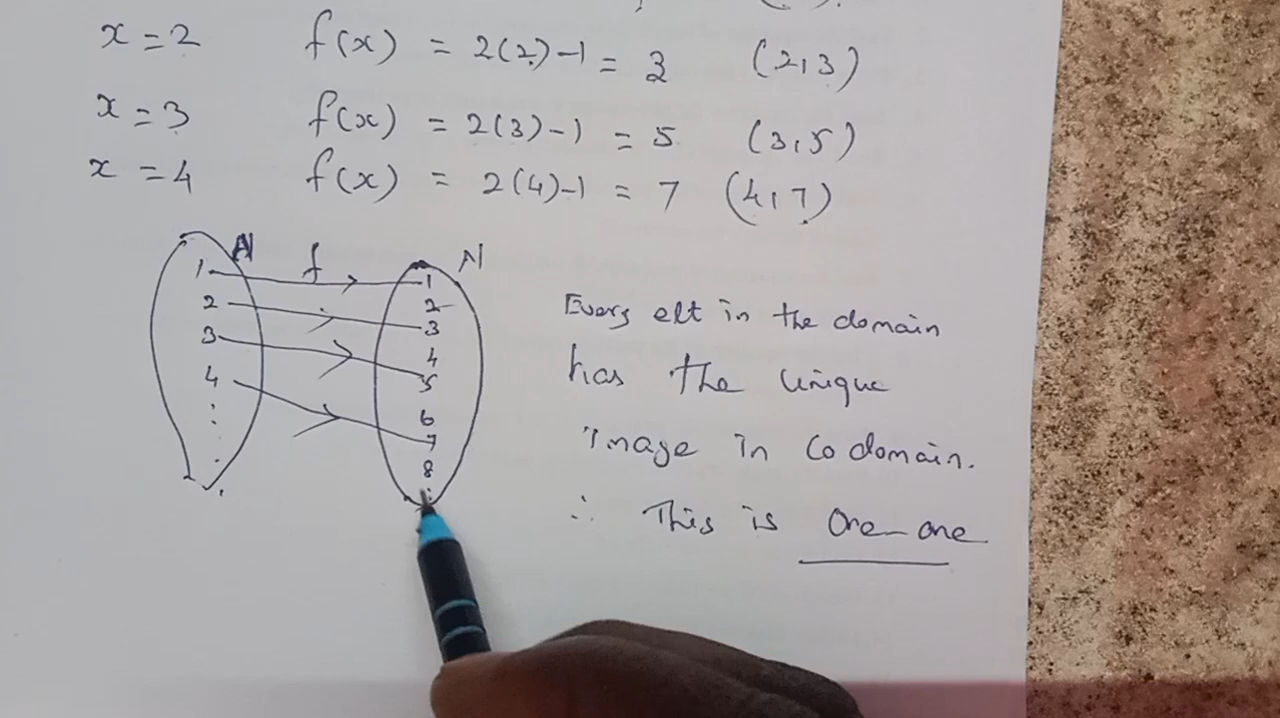 x = 2 f(x) = 2(2)-1 = 3 (2,3)
x = 3 f(x) = 2(3)-1 = 5 (3,5)
x = 4 f(x) = 2(4)-1 = 7 (4,7)
N f N
1 1
2 2
3 3
4 4
5
6
7
8
Every elt in the domain
has the unique
image in Co domain.
∴ This is One-one